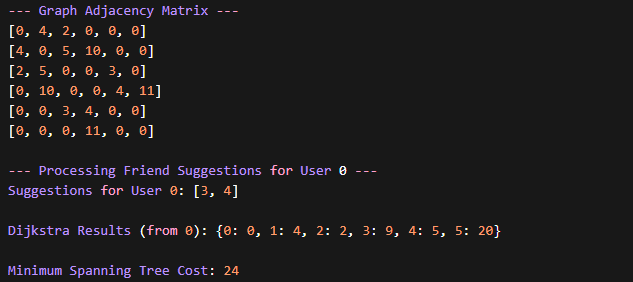 --- Graph Adjacency Matrix ---
[0, 4, 2, 0, 0, 0]
[4, 0, 5, 10, 0, 0]
[2, 5, 0, 0, 3, 0]
[0, 10, 0, 0, 4, 11]
[0, 0, 3, 4, 0, 0]
[0, 0, 0, 11, 0, 0]
--- Processing Friend Suggestions for User 0 ---
Suggestions for User 0: [3, 4]
Dijkstra Results (from 0): {0: 0, 1: 4, 2: 2, 3: 9, 4: 5, 5: 20}
Minimum Spanning Tree Cost: 24